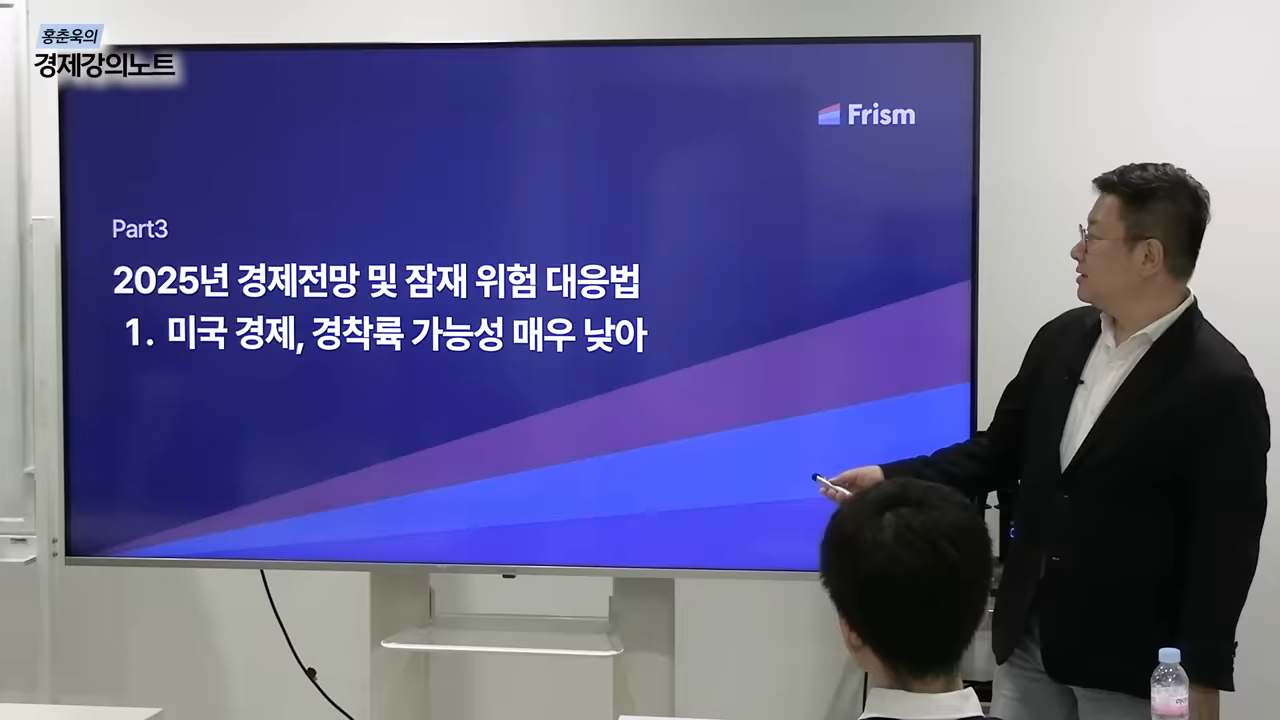 홍춘욱의
경제강의노트
Frism
Part3
2025년 경제전망 및 잠재 위험 대응법
1. 미국 경제, 경착륙 가능성 매우 낮아